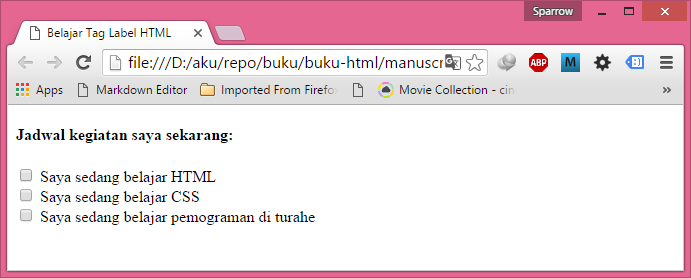 Sparrow
Belajar Tag Label HTML
file:///D:/aku/repo/buku/buku-html/manuscr
ABP
M
Apps Markdown Editor Imported From Firefo Movie Collection - cin
Jadwal kegiatan saya sekarang:
Saya sedang belajar HTML
Saya sedang belajar CSS
Saya sedang belajar pemograman di turahe